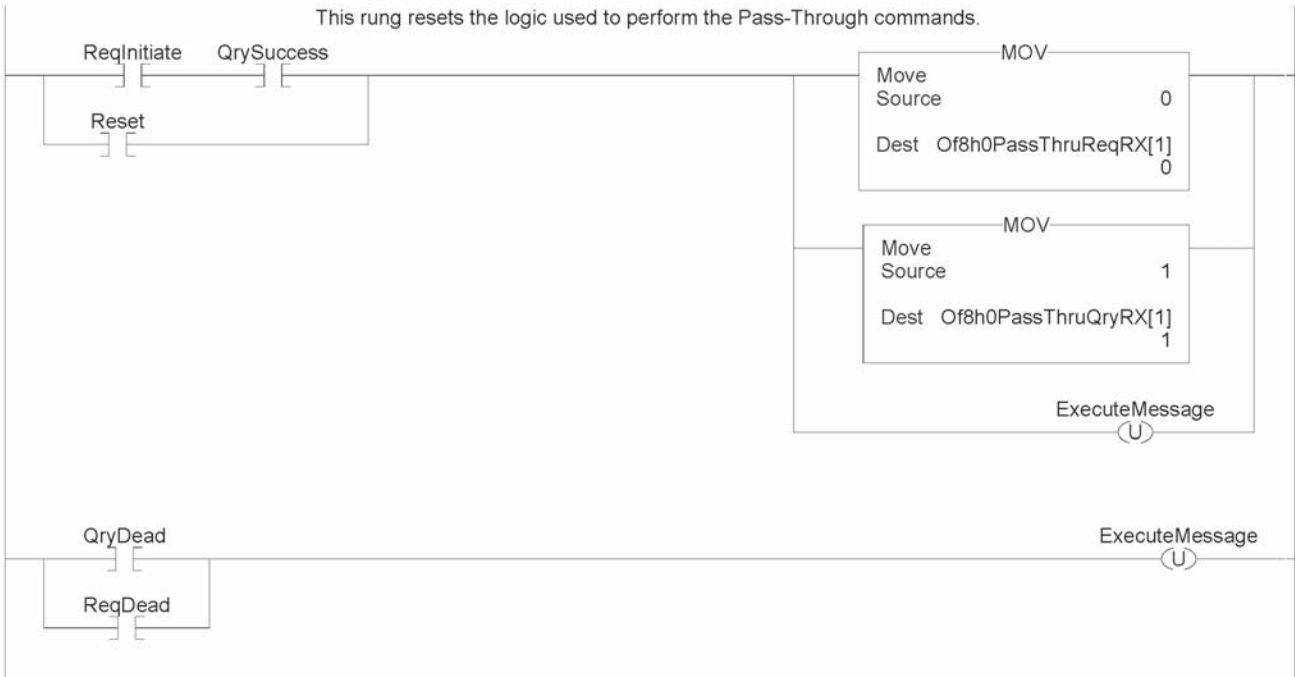 This rung resets the logic used to perform the Pass-Through commands.
ReqInitiate QrySuccess
Reset
MOV
Move
Source 0
Dest Of8h0PassThruReqRX[1]
0
MOV
Move
Source 1
Dest Of8h0PassThruQryRX[1]
1
ExecuteMessage
U
QryDead
ReqDead
ExecuteMessage
U